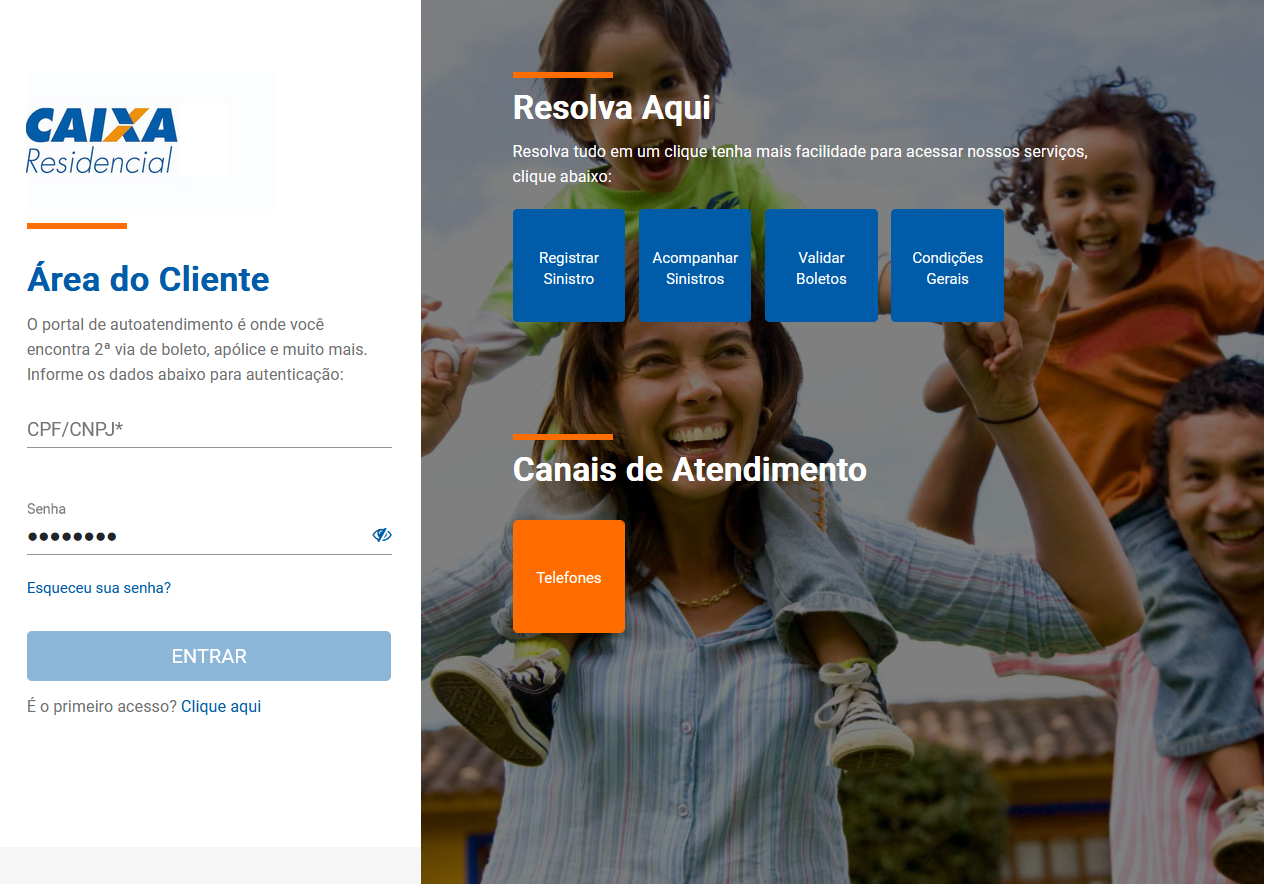 CAIXA
Residencial
Área do Cliente
O portal de autoatendimento é onde você
encontra 2ª via de boleto, apólice e muito mais.
Informe os dados abaixo para autenticação:
CPF/CNPJ*
Senha
●●●●●●●●
Esqueceu sua senha?
ENTRAR
É o primeiro acesso? Clique aqui
Resolva Aqui
Resolva tudo em um clique tenha mais facilidade para acessar nossos serviços,
clique abaixo:
Registrar
Sinistro
Acompanhar
Sinistros
Validar
Boletos
Condições
Gerais
Canais de Atendimento
Telefones